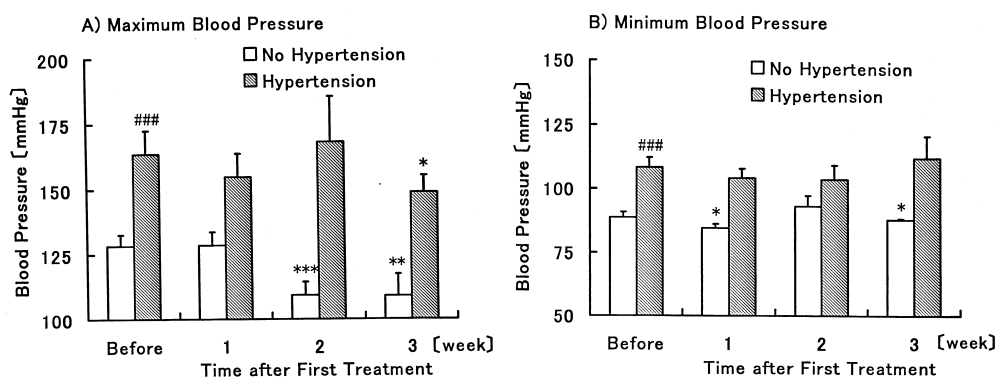 A) Maximum Blood Pressure
No Hypertension
Hypertension
200
175
150
125
100
Blood Pressure [mmHg]
###
***
**
*
Before 1 2 3 [week]
Time after First Treatment
B) Minimum Blood Pressure
No Hypertension
Hypertension
150
125
100
75
50
Blood Pressure [mmHg]
###
*
*
Before 1 2 3 [week]
Time after First Treatment